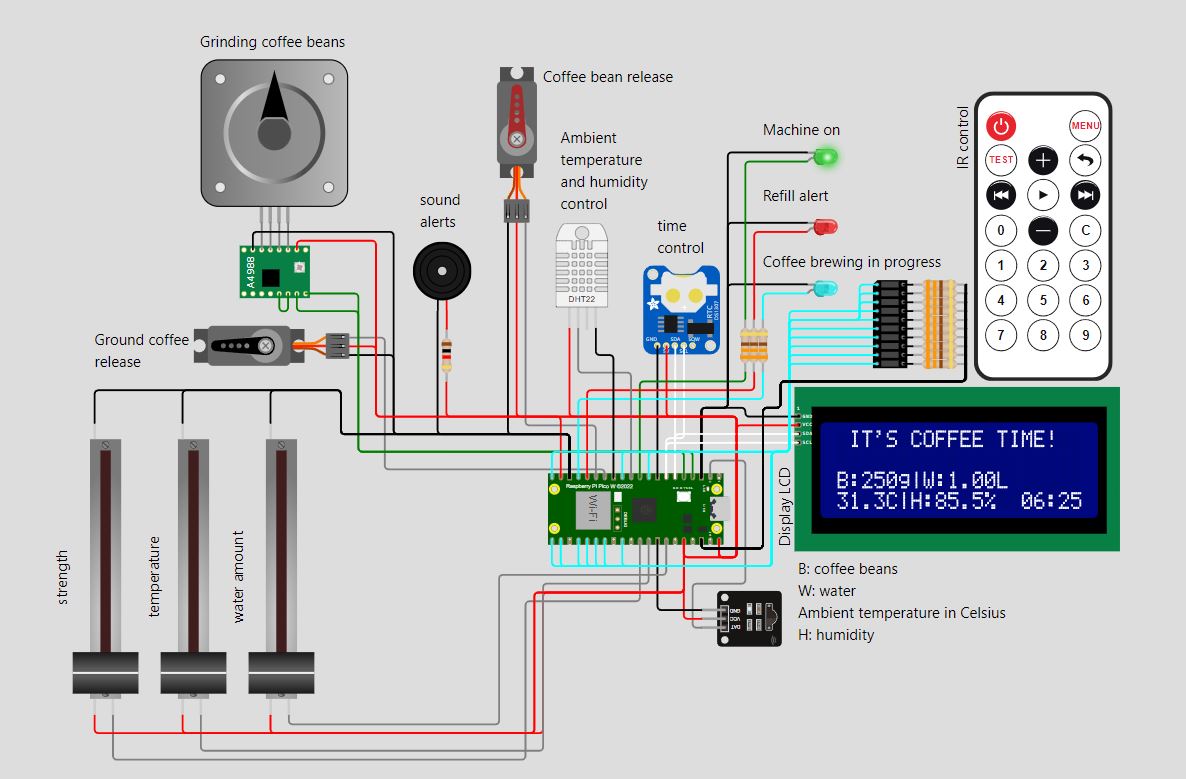 Grinding coffee beans
A4988
Ground coffee
release
sound
alerts
Coffee bean release
Ambient
temperature
and humidity
control
DHT22
time
control
RTC
DS1307
GND
SDA
SQW
Machine on
Refill alert
Coffee brewing in progress
IR control
MENU
TEST
0
C
1
2
3
4
5
6
7
8
9
strength
temperature
water amount
Raspberry Pi Pico W ©2022
Wi-Fi
DEBUG
GND
VCC
DAT
Display LCD
1
GND
VCC
SDA
SCL
IT'S COFFEE TIME!
B:250g|W:1.00L
31.3C|H:85.5% 06:25
B: coffee beans
W: water
Ambient temperature in Celsius
H: humidity